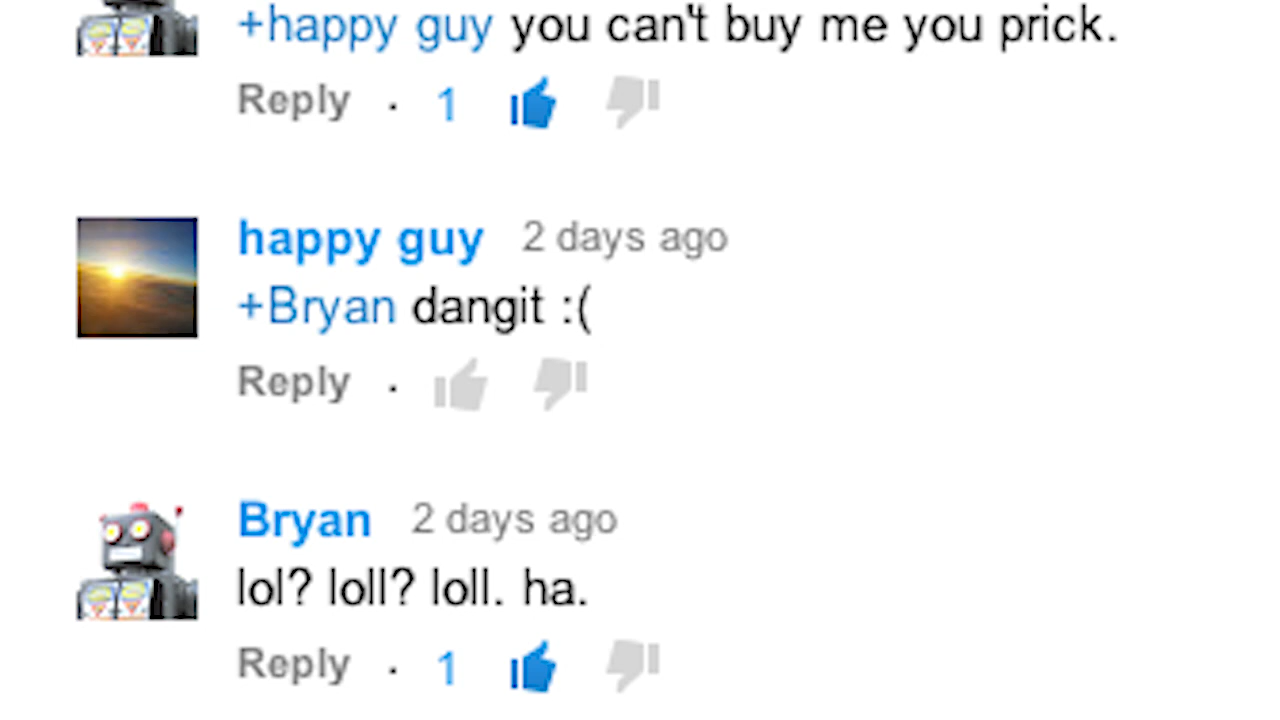 +happy guy you can't buy me you prick.
Reply · 1
happy guy 2 days ago
+Bryan dangit :(
Reply ·
Bryan 2 days ago
lol? loll? loll. ha.
Reply · 1